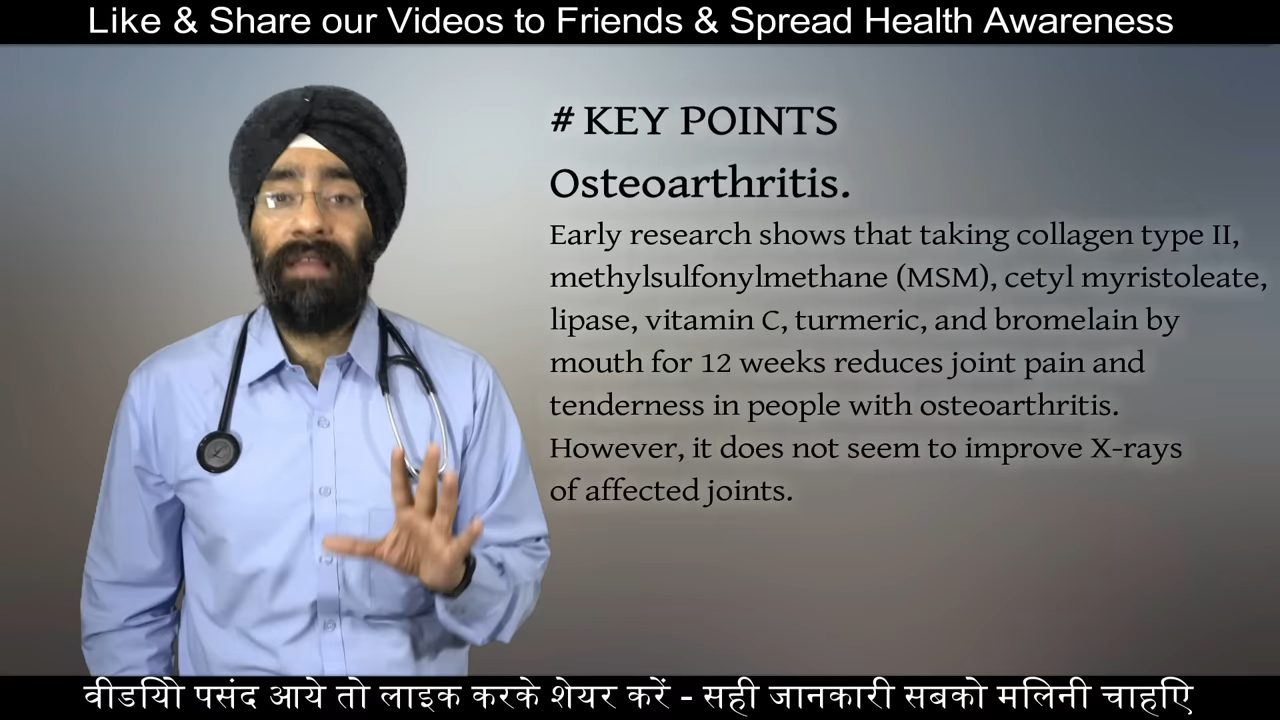 Like & Share our Videos to Friends & Spread Health Awareness
# KEY POINTS
Osteoarthritis.
Early research shows that taking collagen type II,
methylsulfonylmethane (MSM), cetyl myristoleate,
lipase, vitamin C, turmeric, and bromelain by
mouth for 12 weeks reduces joint pain and
tenderness in people with osteoarthritis.
However, it does not seem to improve X-rays
of affected joints.
वीडयिो पसंद आये तो लाइक करके शेयर करें - सही जानकारी सबको मलिनी चाहएि